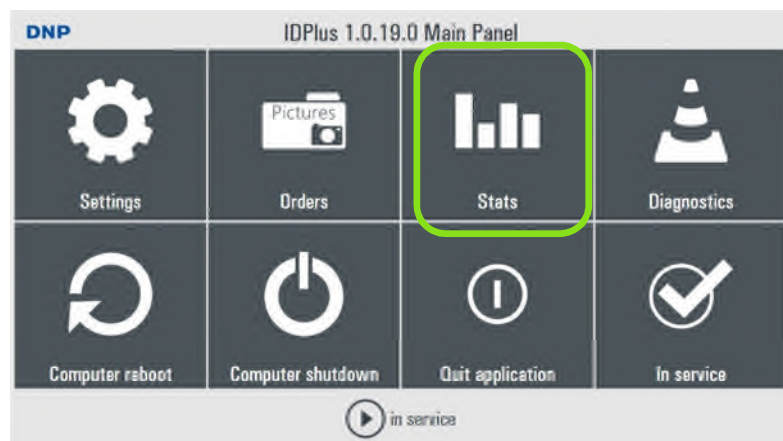 DNP
IDPlus 1.0.19.0 Main Panel
Pictures
Settings
Orders
Stats
Diagnostics
Computer reboot
Computer shutdown
Quit application
In service
in service